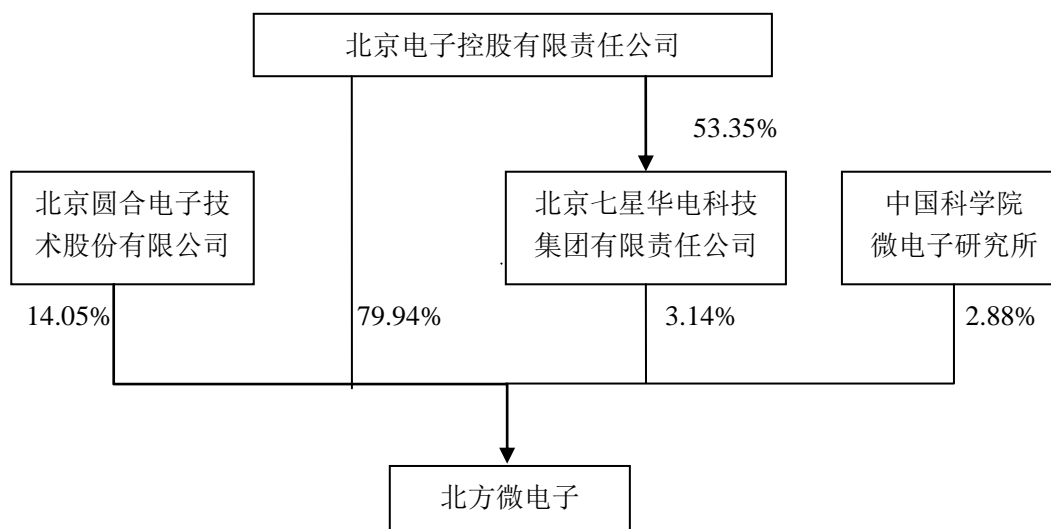 北京电子控股有限责任公司
53.35%
北京圆合电子技
术股份有限公司
北京七星华电科技
集团有限责任公司
中国科学院
微电子研究所
14.05%
79.94%
3.14%
2.88%
北方微电子